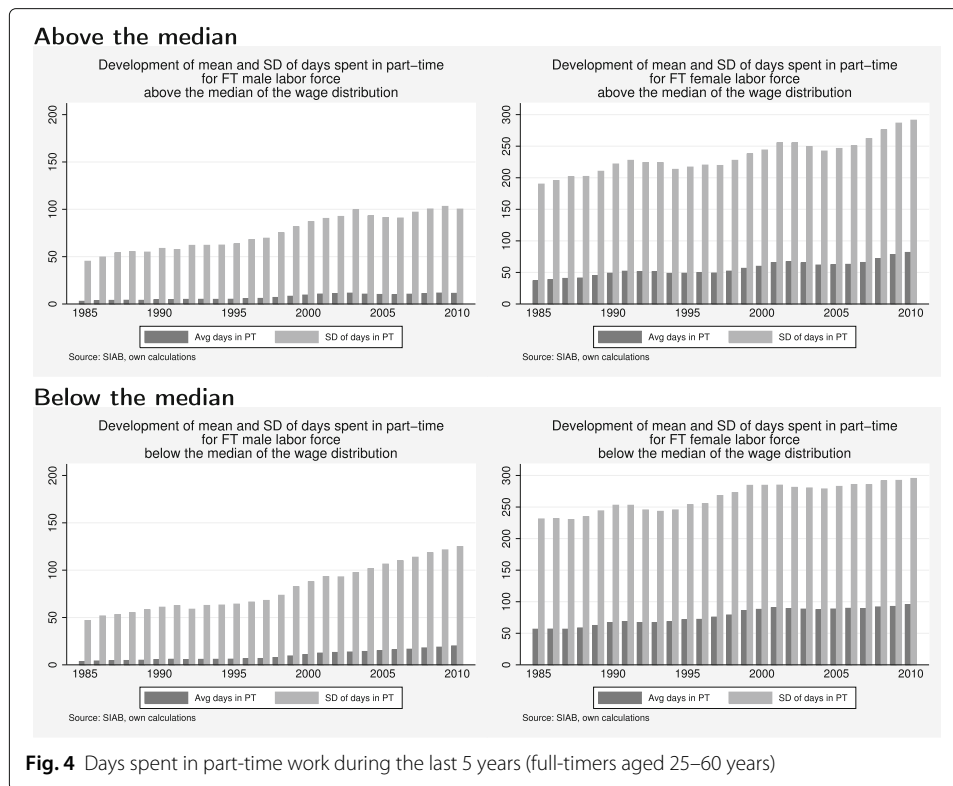 Above the median
Development of mean and SD of days spent in part−time
for FT male labor force
above the median of the wage distribution
200
150
100
50
0
1985 1990 1995 2000 2005 2010
Avg days in PT SD of days in PT
Source: SIAB, own calculations
Development of mean and SD of days spent in part−time
for FT female labor force
above the median of the wage distribution
300
250
200
150
100
50
0
1985 1990 1995 2000 2005 2010
Avg days in PT SD of days in PT
Source: SIAB, own calculations
Below the median
Development of mean and SD of days spent in part−time
for FT male labor force
below the median of the wage distribution
200
150
100
50
0
1985 1990 1995 2000 2005 2010
Avg days in PT SD of days in PT
Source: SIAB, own calculations
Development of mean and SD of days spent in part−time
for FT female labor force
below the median of the wage distribution
300
250
200
150
100
50
0
1985 1990 1995 2000 2005 2010
Avg days in PT SD of days in PT
Source: SIAB, own calculations
Fig. 4 Days spent in part-time work during the last 5 years (full-timers aged 25–60 years)